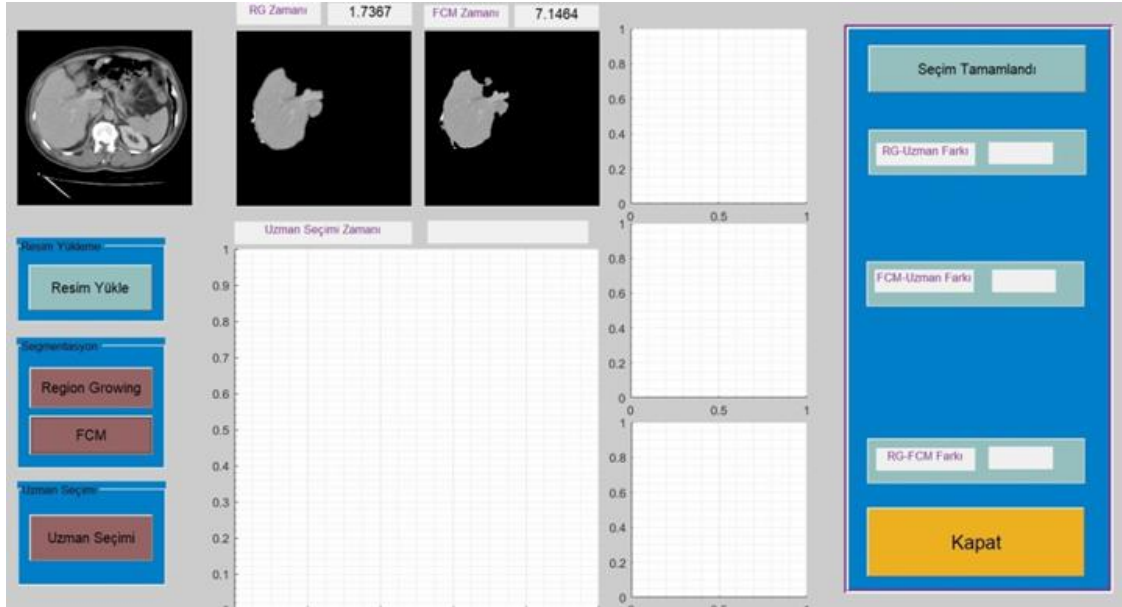 RG Zamanı 1.7367 FCM Zamanı 7.1464
Seçim Tamamlandı
RG-Uzman Farkı
FCM-Uzman Farkı
RG-FCM Farkı
Kapat
Uzman Seçimi Zamanı
Resim Yükleme
Resim Yükle
Segmentasyon
Region Growing
FCM
Uzman Seçimi
Uzman Seçimi
1
0.9
0.8
0.7
0.6
0.5
0.4
0.3
0.2
0.1
1
0.8
0.6
0.4
0.2
0
0 0.5 1
1
0.8
0.6
0.4
0.2
0
0 0.5 1
1
0.8
0.6
0.4
0.2
0